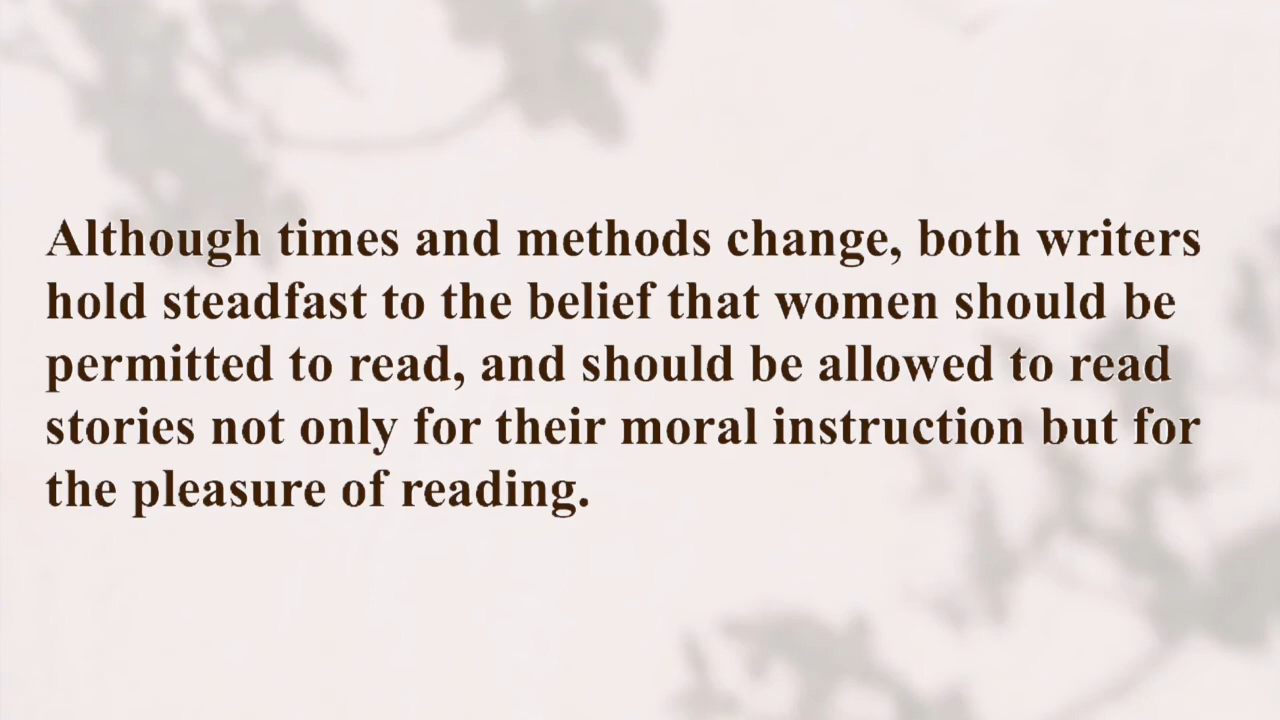 Although times and methods change, both writers
hold steadfast to the belief that women should be
permitted to read, and should be allowed to read
stories not only for their moral instruction but for
the pleasure of reading.